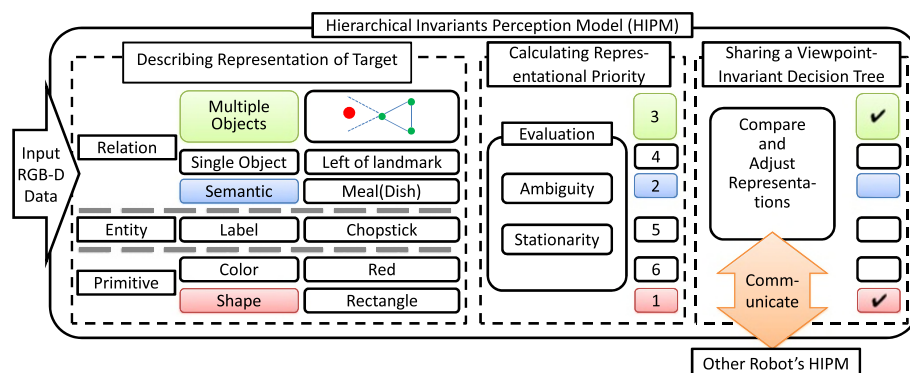 Hierarchical Invariants Perception Model (HIPM)
Describing Representation of Target
Calculating Repres-
entational Priority
Sharing a Viewpoint-
Invariant Decision Tree
Input
RGB-D
Data
Relation
Multiple
Objects
Single Object
Left of landmark
Semantic
Meal(Dish)
Entity
Label
Chopstick
Primitive
Color
Red
Shape
Rectangle
Evaluation
Ambiguity
Stationarity
3
4
2
5
6
1
Compare
and
Adjust
Representa-
tions
✔
✔
Comm-
unicate
Other Robot’s HIPM